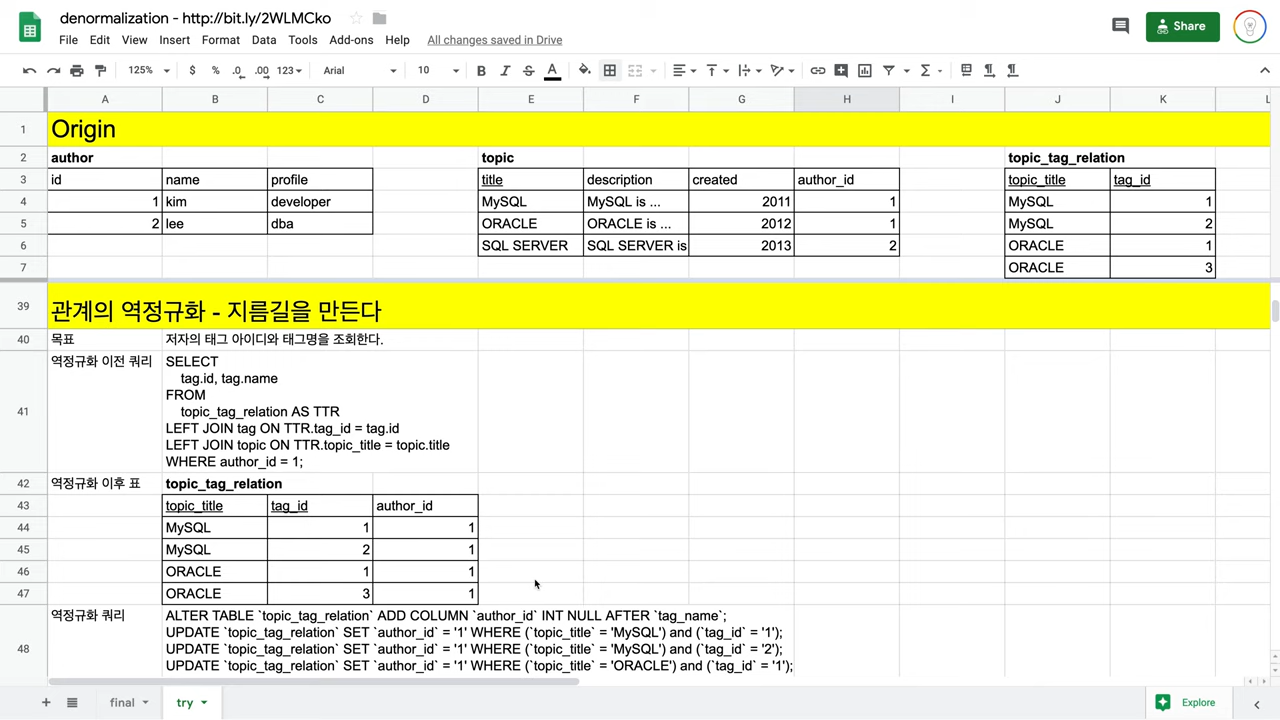 denormalization - http://bit.ly/2WLMCko
File Edit View Insert Format Data Tools Add-ons Help All changes saved in Drive
Share
125% $ % .0 .00 123 Arial 10 B I S A
A B C D E F G H I J K L
1 Origin
2 author topic topic_tag_relation
3 id name profile title description created author_id topic_title tag_id
4 1 kim developer MySQL MySQL is ... 2011 1 MySQL 1
5 2 lee dba ORACLE ORACLE is ... 2012 1 MySQL 2
6 SQL SERVER SQL SERVER is 2013 2 ORACLE 1
7 ORACLE 3
39 관계의 역정규화 - 지름길을 만든다
40 목표 저자의 태그 아이디와 태그명을 조회한다.
41 역정규화 이전 쿼리 SELECT
tag.id, tag.name
FROM
topic_tag_relation AS TTR
LEFT JOIN tag ON TTR.tag_id = tag.id
LEFT JOIN topic ON TTR.topic_title = topic.title
WHERE author_id = 1;
42 역정규화 이후 표 topic_tag_relation
43 topic_title tag_id author_id
44 MySQL 1 1
45 MySQL 2 1
46 ORACLE 1 1
47 ORACLE 3 1
48 역정규화 쿼리 ALTER TABLE `topic_tag_relation` ADD COLUMN `author_id` INT NULL AFTER `tag_name`;
UPDATE `topic_tag_relation` SET `author_id` = '1' WHERE (`topic_title` = 'MySQL') and (`tag_id` = '1');
UPDATE `topic_tag_relation` SET `author_id` = '1' WHERE (`topic_title` = 'MySQL') and (`tag_id` = '2');
UPDATE `topic_tag_relation` SET `author_id` = '1' WHERE (`topic_title` = 'ORACLE') and (`tag_id` = '1');
final try Explore